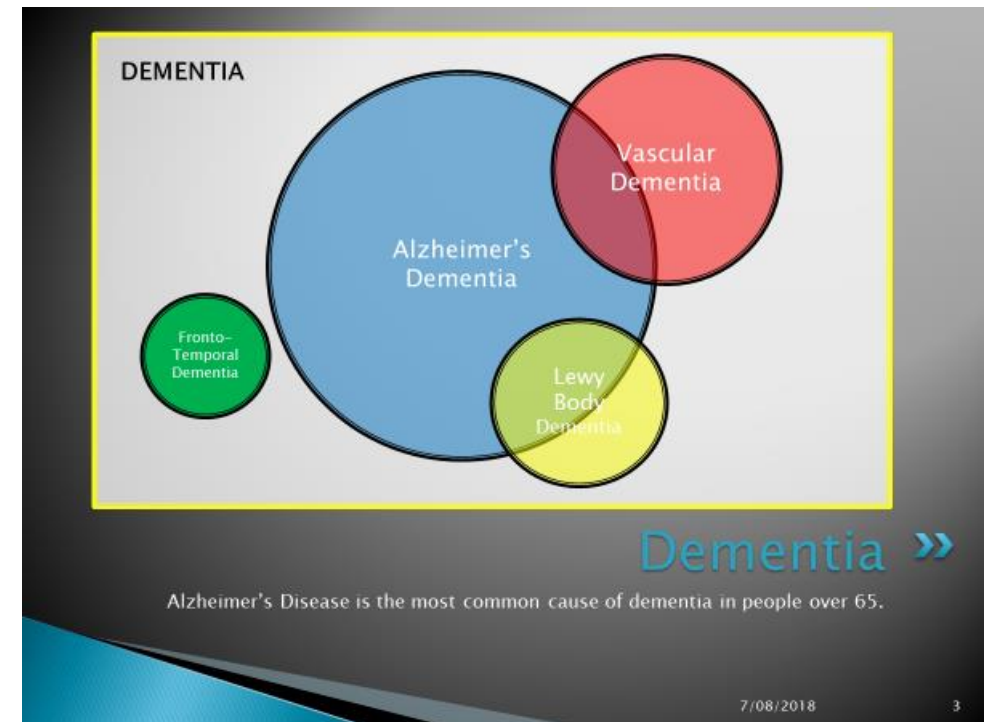 DEMENTIA
Vascular
Dementia
Alzheimer's
Dementia
Fronto-
Temporal
Dementia
Lewy
Body
Dementia
Dementia
Alzheimer's Disease is the most common cause of dementia in people over 65.
7/08/2018 3